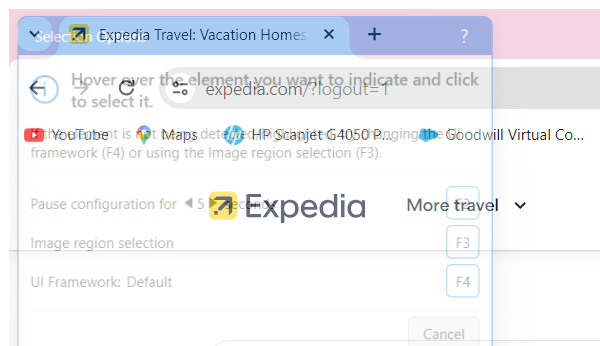 Selection Options ?
Expedia Travel: Vacation Homes
Hover over the element you want to indicate and click
to select it.
expedia.com/?logout=1
YouTube Maps HP ScanJet G4050 P... Goodwill Virtual Co...
If the element is not being detected highlighted try changing the UI
framework (F4) or using the Image region selection (F3).
Pause configuration for 5 seconds F2
Expedia More travel
Image region selection F3
UI Framework: Default F4
Cancel